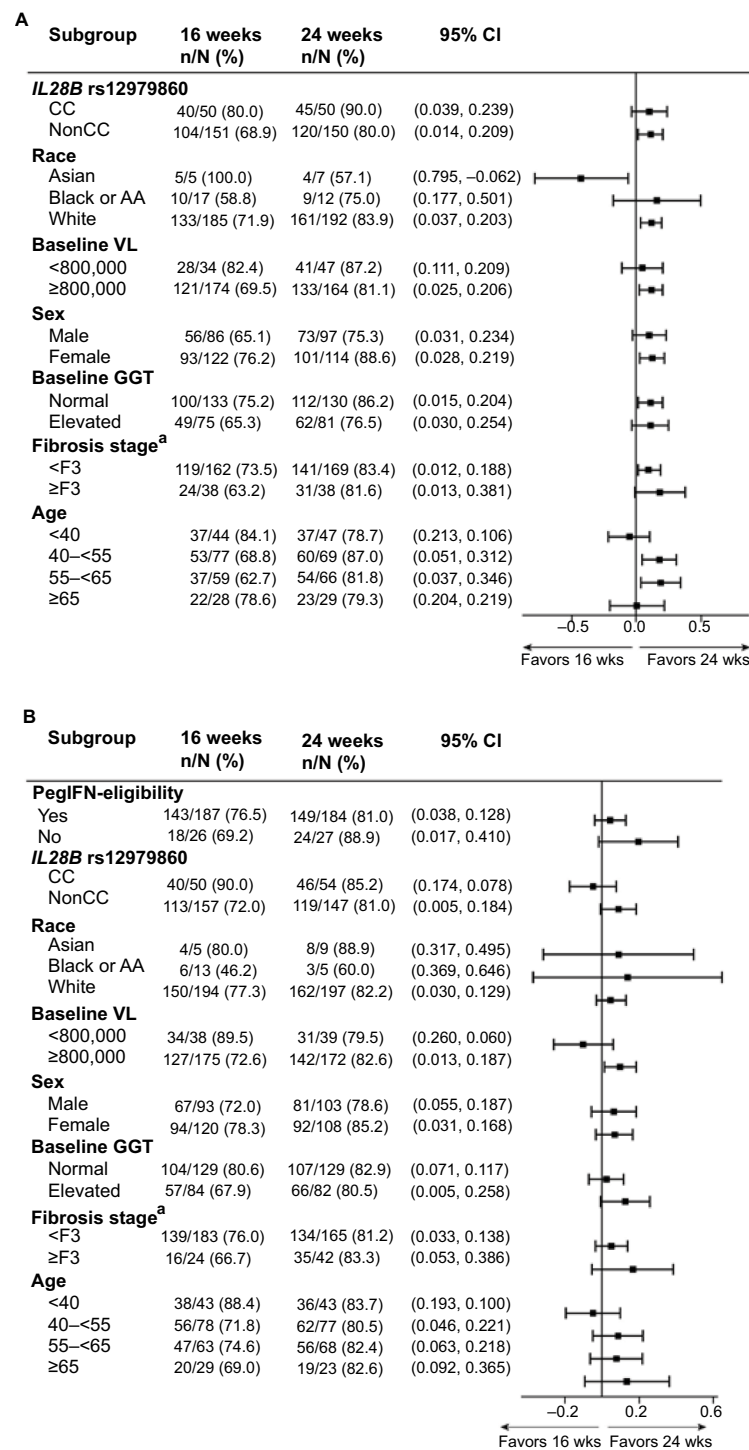 A
Subgroup 16 weeks 24 weeks 95% CI
n/N (%) n/N (%)
IL28B rs12979860
CC 40/50 (80.0) 45/50 (90.0) (0.039, 0.239)
NonCC 104/151 (68.9) 120/150 (80.0) (0.014, 0.209)
Race
Asian 5/5 (100.0) 4/7 (57.1) (0.795, –0.062)
Black or AA 10/17 (58.8) 9/12 (75.0) (0.177, 0.501)
White 133/185 (71.9) 161/192 (83.9) (0.037, 0.203)
Baseline VL
<800,000 28/34 (82.4) 41/47 (87.2) (0.111, 0.209)
≥800,000 121/174 (69.5) 133/164 (81.1) (0.025, 0.206)
Sex
Male 56/86 (65.1) 73/97 (75.3) (0.031, 0.234)
Female 93/122 (76.2) 101/114 (88.6) (0.028, 0.219)
Baseline GGT
Normal 100/133 (75.2) 112/130 (86.2) (0.015, 0.204)
Elevated 49/75 (65.3) 62/81 (76.5) (0.030, 0.254)
Fibrosis stageª
<F3 119/162 (73.5) 141/169 (83.4) (0.012, 0.188)
≥F3 24/38 (63.2) 31/38 (81.6) (0.013, 0.381)
Age
<40 37/44 (84.1) 37/47 (78.7) (0.213, 0.106)
40–<55 53/77 (68.8) 60/69 (87.0) (0.051, 0.312)
55–<65 37/59 (62.7) 54/66 (81.8) (0.037, 0.346)
≥65 22/28 (78.6) 23/29 (79.3) (0.204, 0.219)
–0.5 0.0 0.5
Favors 16 wks Favors 24 wks
B
Subgroup 16 weeks 24 weeks 95% CI
n/N (%) n/N (%)
PegIFN-eligibility
Yes 143/187 (76.5) 149/184 (81.0) (0.038, 0.128)
No 18/26 (69.2) 24/27 (88.9) (0.017, 0.410)
IL28B rs12979860
CC 40/50 (90.0) 46/54 (85.2) (0.174, 0.078)
NonCC 113/157 (72.0) 119/147 (81.0) (0.005, 0.184)
Race
Asian 4/5 (80.0) 8/9 (88.9) (0.317, 0.495)
Black or AA 6/13 (46.2) 3/5 (60.0) (0.369, 0.646)
White 150/194 (77.3) 162/197 (82.2) (0.030, 0.129)
Baseline VL
<800,000 34/38 (89.5) 31/39 (79.5) (0.260, 0.060)
≥800,000 127/175 (72.6) 142/172 (82.6) (0.013, 0.187)
Sex
Male 67/93 (72.0) 81/103 (78.6) (0.055, 0.187)
Female 94/120 (78.3) 92/108 (85.2) (0.031, 0.168)
Baseline GGT
Normal 104/129 (80.6) 107/129 (82.9) (0.071, 0.117)
Elevated 57/84 (67.9) 66/82 (80.5) (0.005, 0.258)
Fibrosis stageª
<F3 139/183 (76.0) 134/165 (81.2) (0.033, 0.138)
≥F3 16/24 (66.7) 35/42 (83.3) (0.053, 0.386)
Age
<40 38/43 (88.4) 36/43 (83.7) (0.193, 0.100)
40–<55 56/78 (71.8) 62/77 (80.5) (0.046, 0.221)
55–<65 47/63 (74.6) 56/68 (82.4) (0.063, 0.218)
≥65 20/29 (69.0) 19/23 (82.6) (0.092, 0.365)
–0.2 0.2 0.6
Favors 16 wks Favors 24 wks